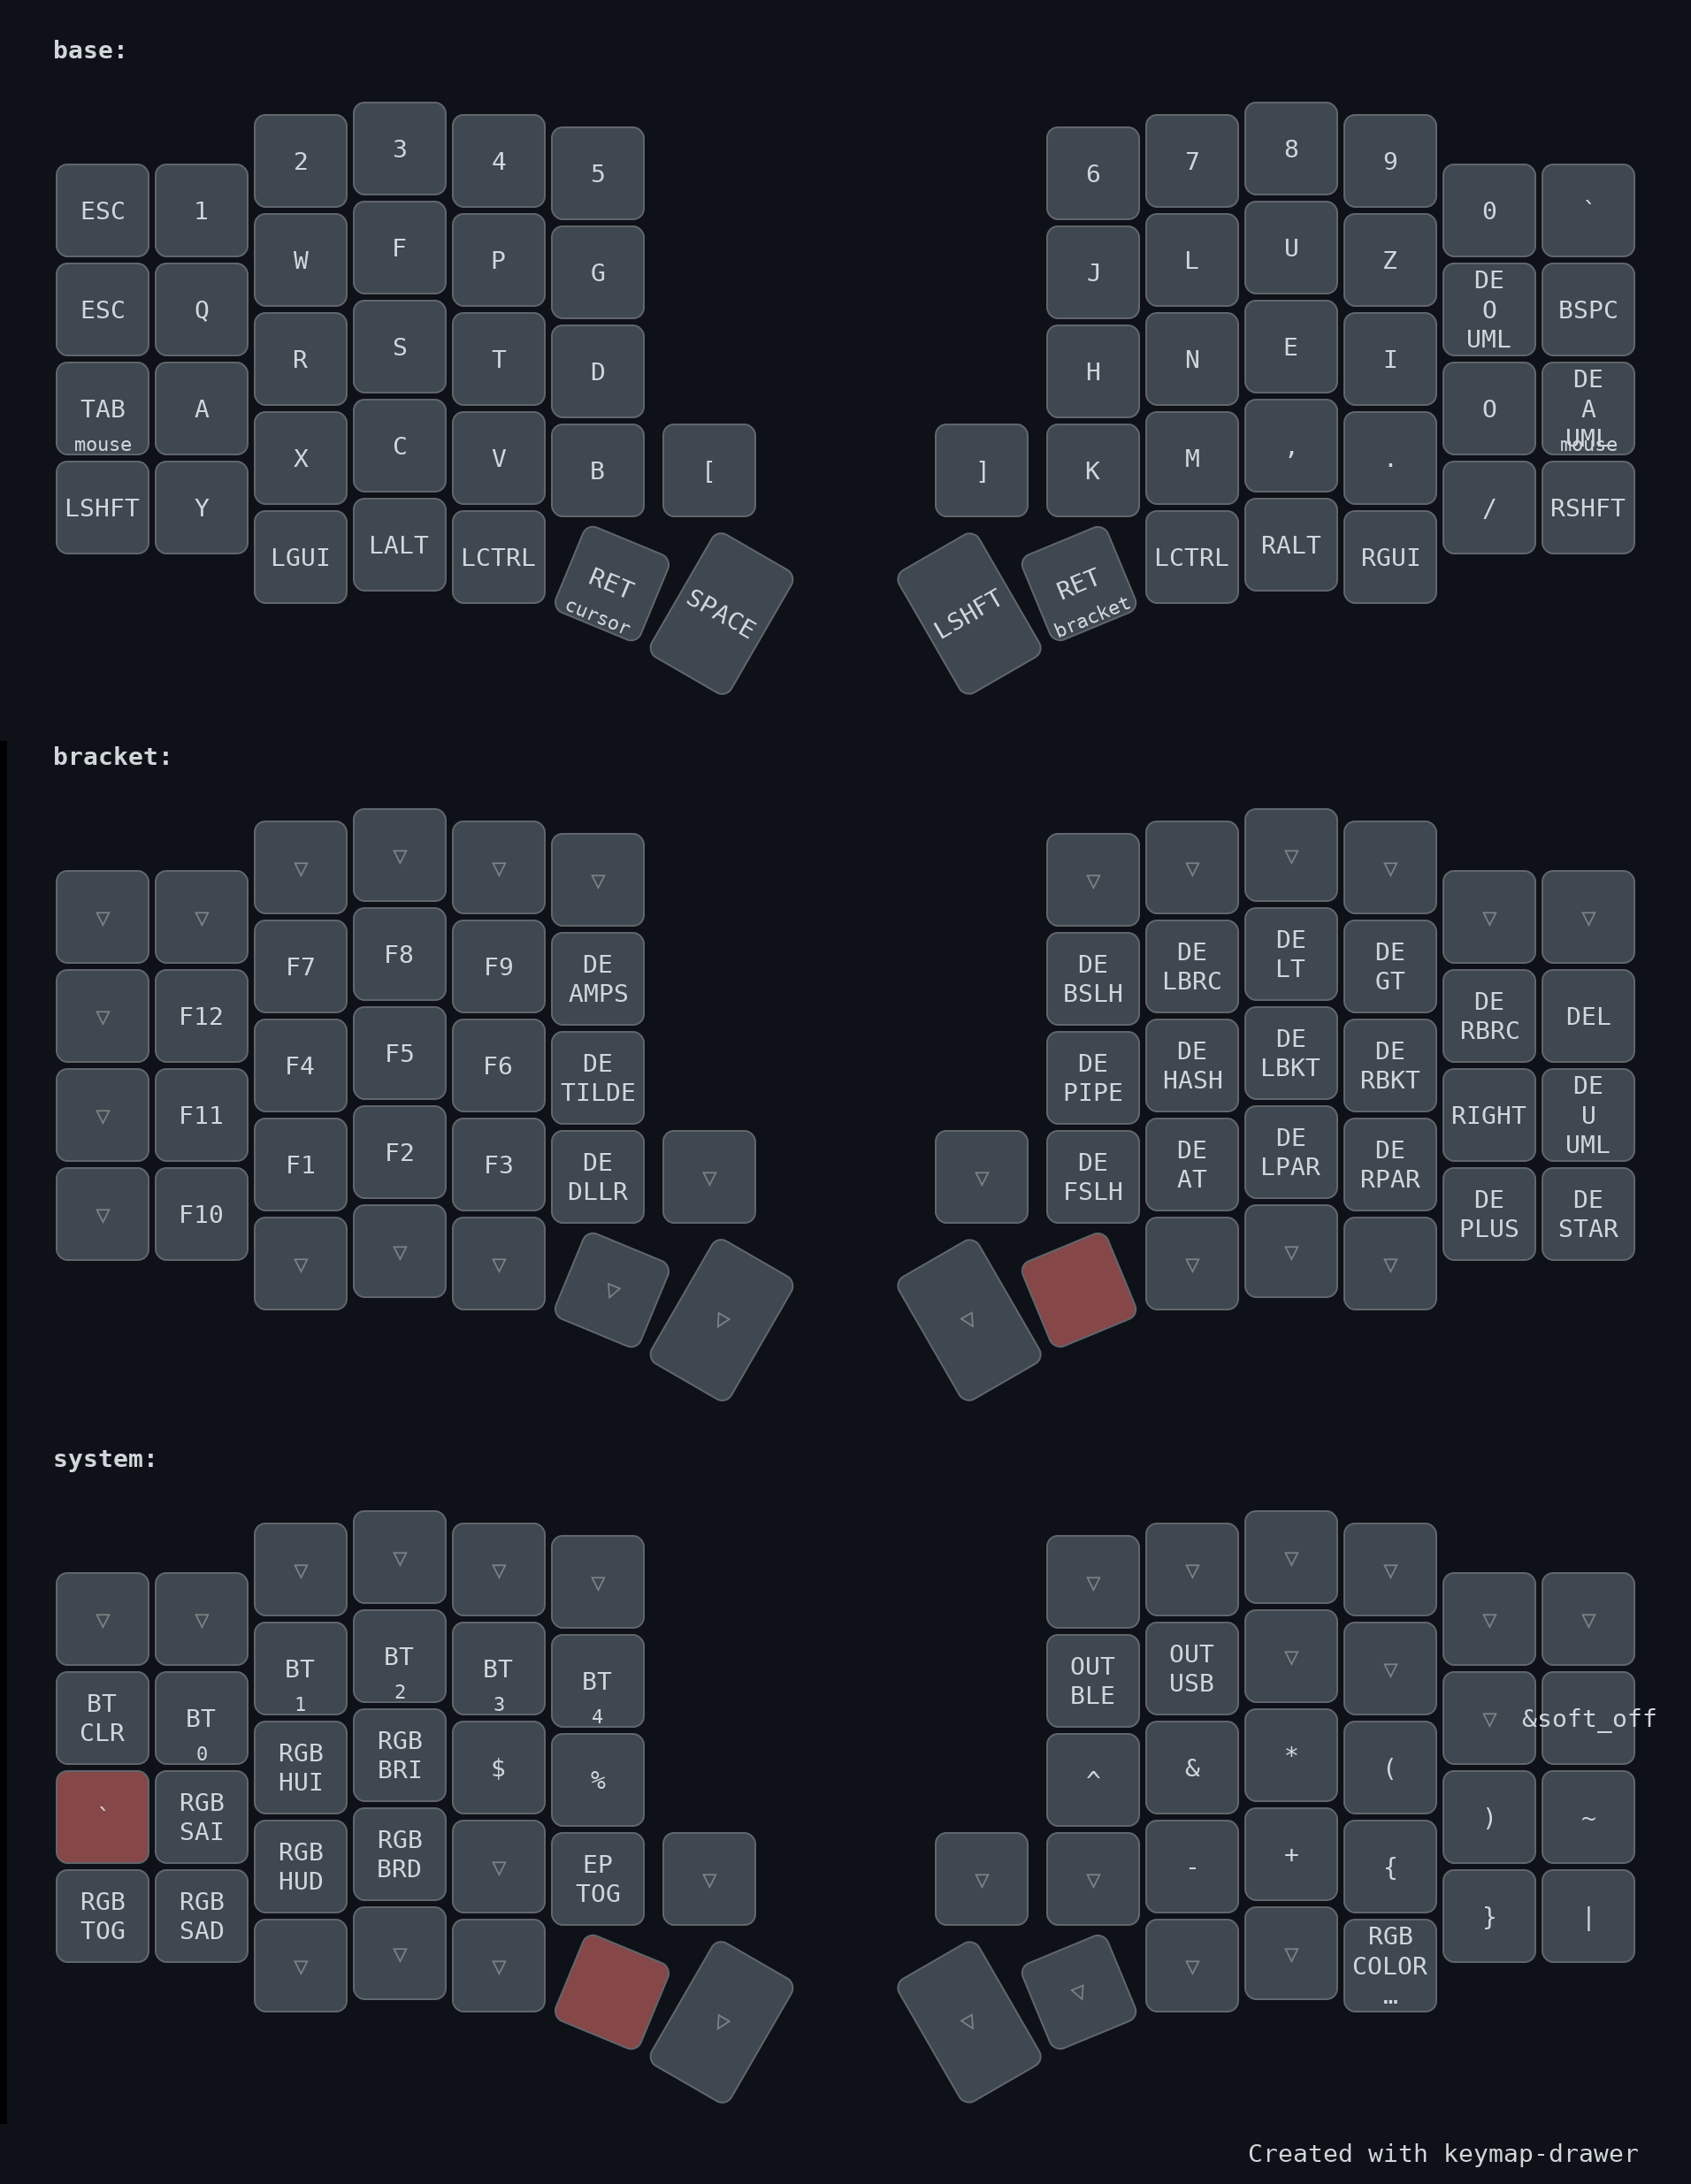 base:
ESC 1 2 3 4 5 6 7 8 9 0 `
ESC Q W F P G J L U Z DE O UML BSPC
TAB mouse A R S T D H N E I O DE A UML mouse
LSHFT Y X C V B [ ] K M , . / RSHFT
LGUI LALT LCTRL RET cursor SPACE LSHFT RET bracket LCTRL RALT RGUI
bracket:
▽ ▽ ▽ ▽ ▽ ▽ ▽ ▽ ▽ ▽ ▽ ▽
▽ F12 F7 F8 F9 DE AMPS DE BSLH DE LBRC DE LT DE GT DE RBRC DEL
▽ F11 F4 F5 F6 DE TILDE DE PIPE DE HASH DE LBKT DE RBKT RIGHT DE U UML
▽ F10 F1 F2 F3 DE DLLR ▽ ▽ DE FSLH DE AT DE LPAR DE RPAR DE PLUS DE STAR
▽ ▽ ▽ ▽ ▽ ▽ ▽ ▽ ▽
system:
▽ ▽ ▽ ▽ ▽ ▽ ▽ ▽ ▽ ▽ ▽ ▽
BT CLR BT 0 BT 1 BT 2 BT 3 BT 4 OUT BLE OUT USB ▽ ▽ ▽ &soft_off
` RGB SAI RGB HUI RGB BRI $ % ^ & * ( ) ~
RGB TOG RGB SAD RGB HUD RGB BRD ▽ EP TOG ▽ ▽ ▽ - + { } |
▽ ▽ ▽ ▽ ▽ ▽ ▽ ▽ RGB COLOR …
Created with keymap-drawer